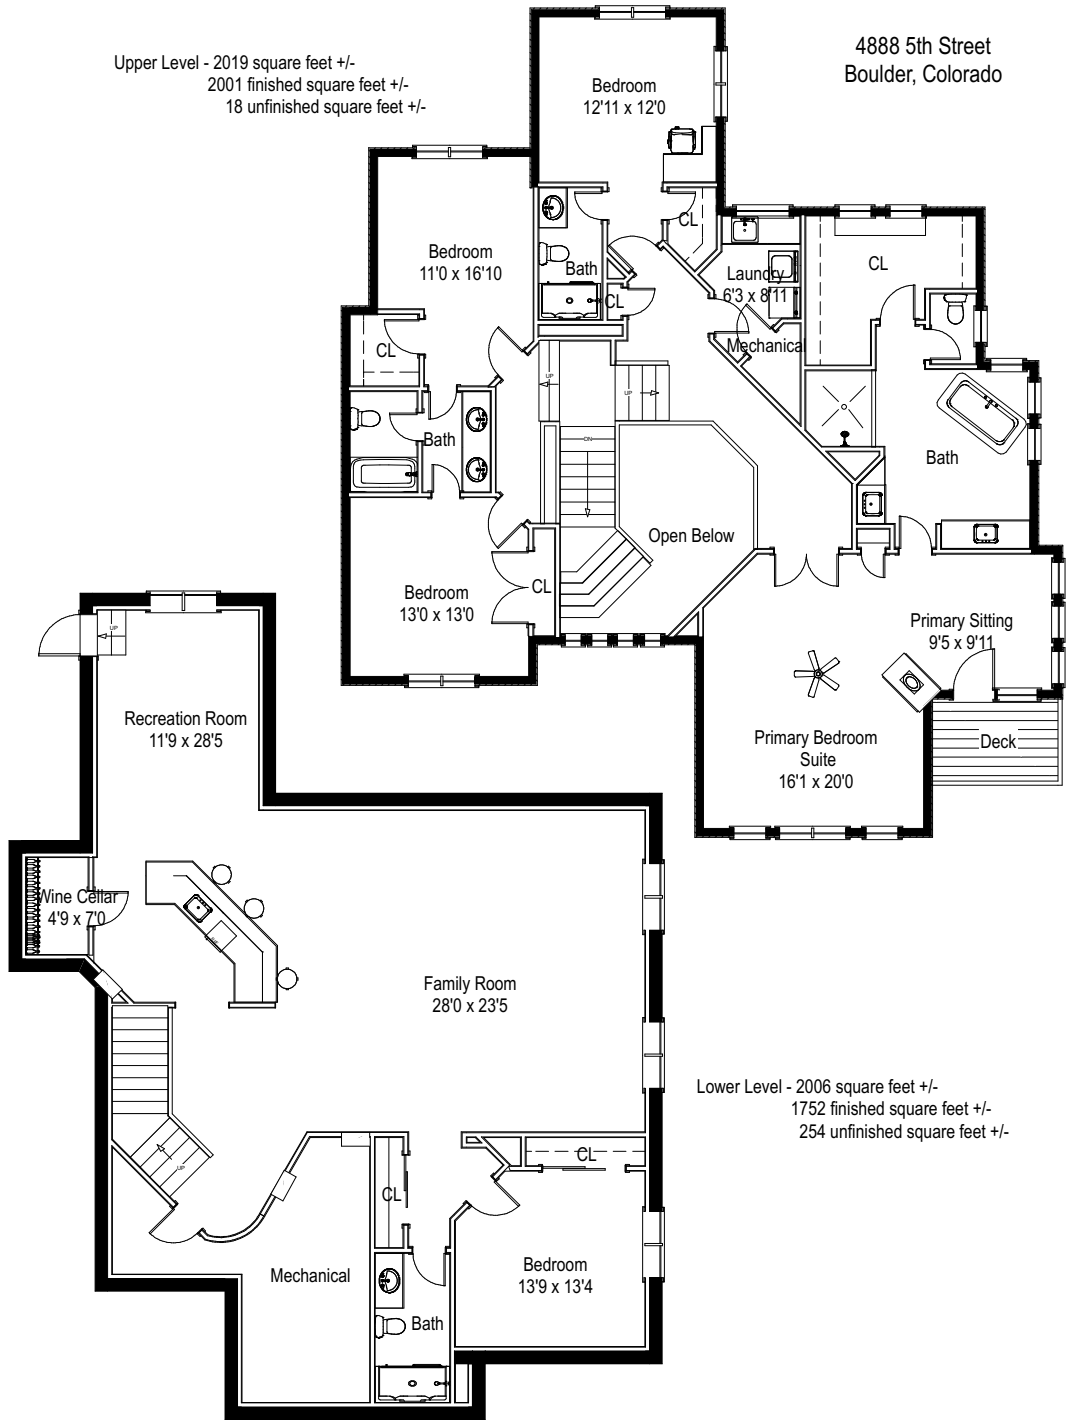 4888 5th Street
Boulder, Colorado
Upper Level - 2019 square feet +/-
2001 finished square feet +/-
18 unfinished square feet +/-
Bedroom
12'11 x 12'0
CL
Bedroom
11'0 x 16'10
Bath
CL
Laundry
6'3 x 8'11
CL
Mechanical
CL
UP
UP
Bath
Bath
DN
Open Below
Bedroom
13'0 x 13'0
CL
Primary Sitting
9'5 x 9'11
Primary Bedroom
Suite
16'1 x 20'0
Deck
UP
Recreation Room
11'9 x 28'5
Wine Cellar
4'9 x 7'0
Family Room
28'0 x 23'5
Lower Level - 2006 square feet +/-
1752 finished square feet +/-
254 unfinished square feet +/-
UP
CL
CL
Mechanical
Bedroom
13'9 x 13'4
Bath